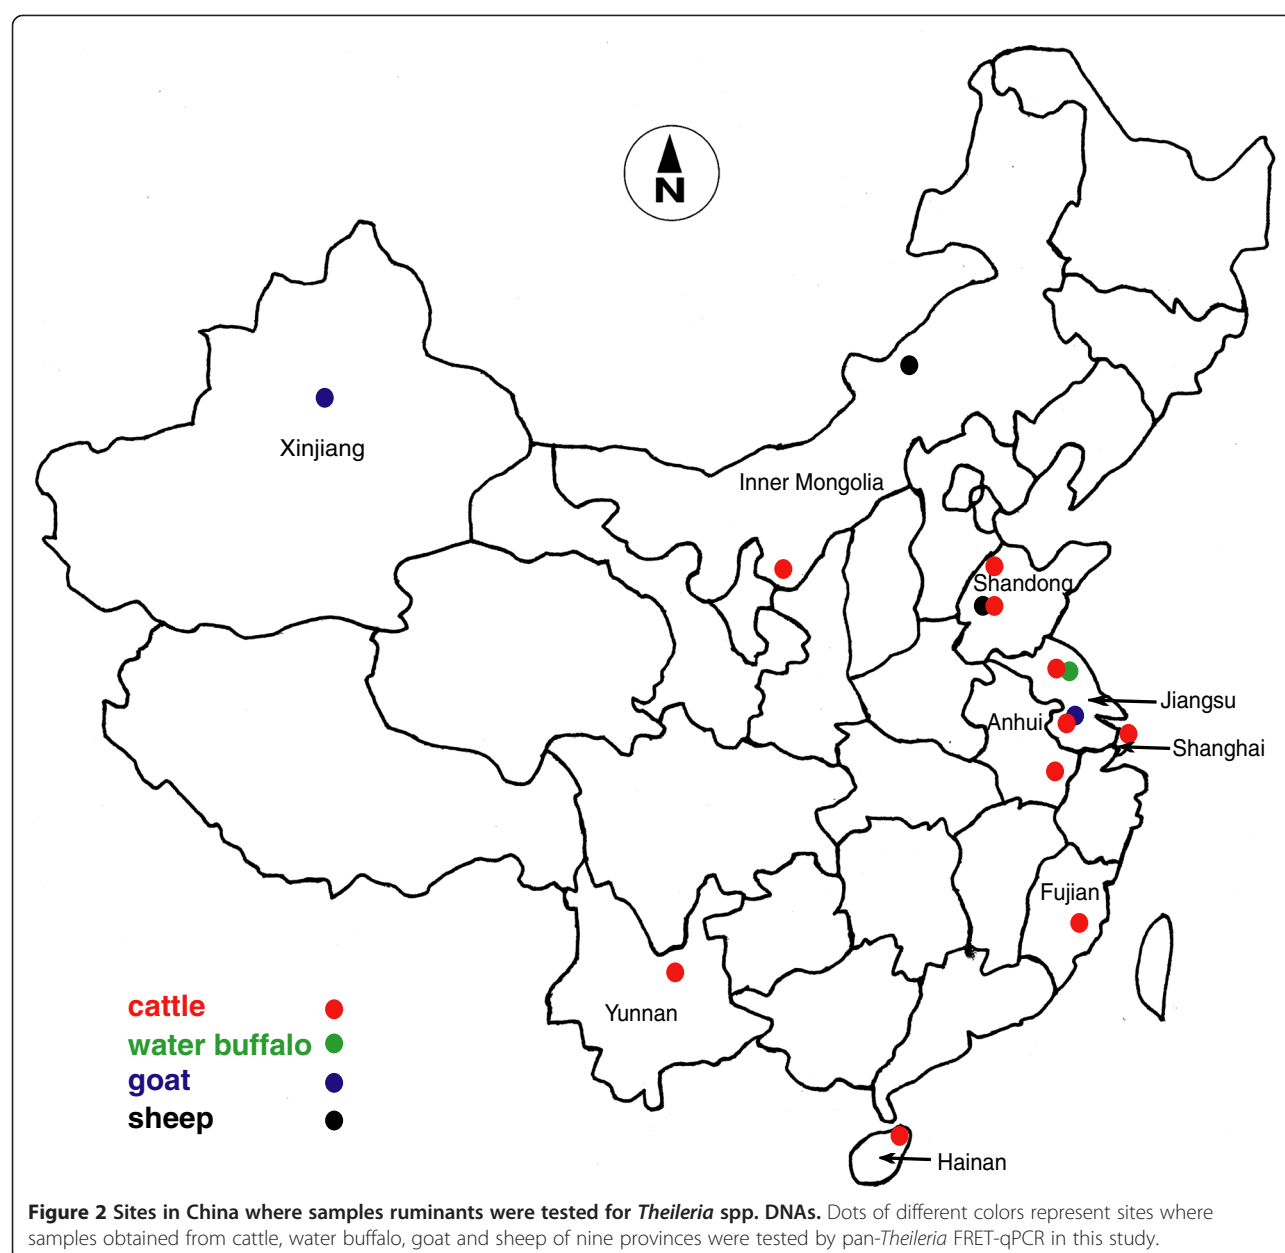 N
Xinjiang
Inner Mongolia
Shandong
Jiangsu
Anhui
Shanghai
Fujian
Yunnan
cattle
water buffalo
goat
sheep
Hainan
Figure 2 Sites in China where samples ruminants were tested for Theileria spp. DNAs. Dots of different colors represent sites where
samples obtained from cattle, water buffalo, goat and sheep of nine provinces were tested by pan-Theileria FRET-qPCR in this study.